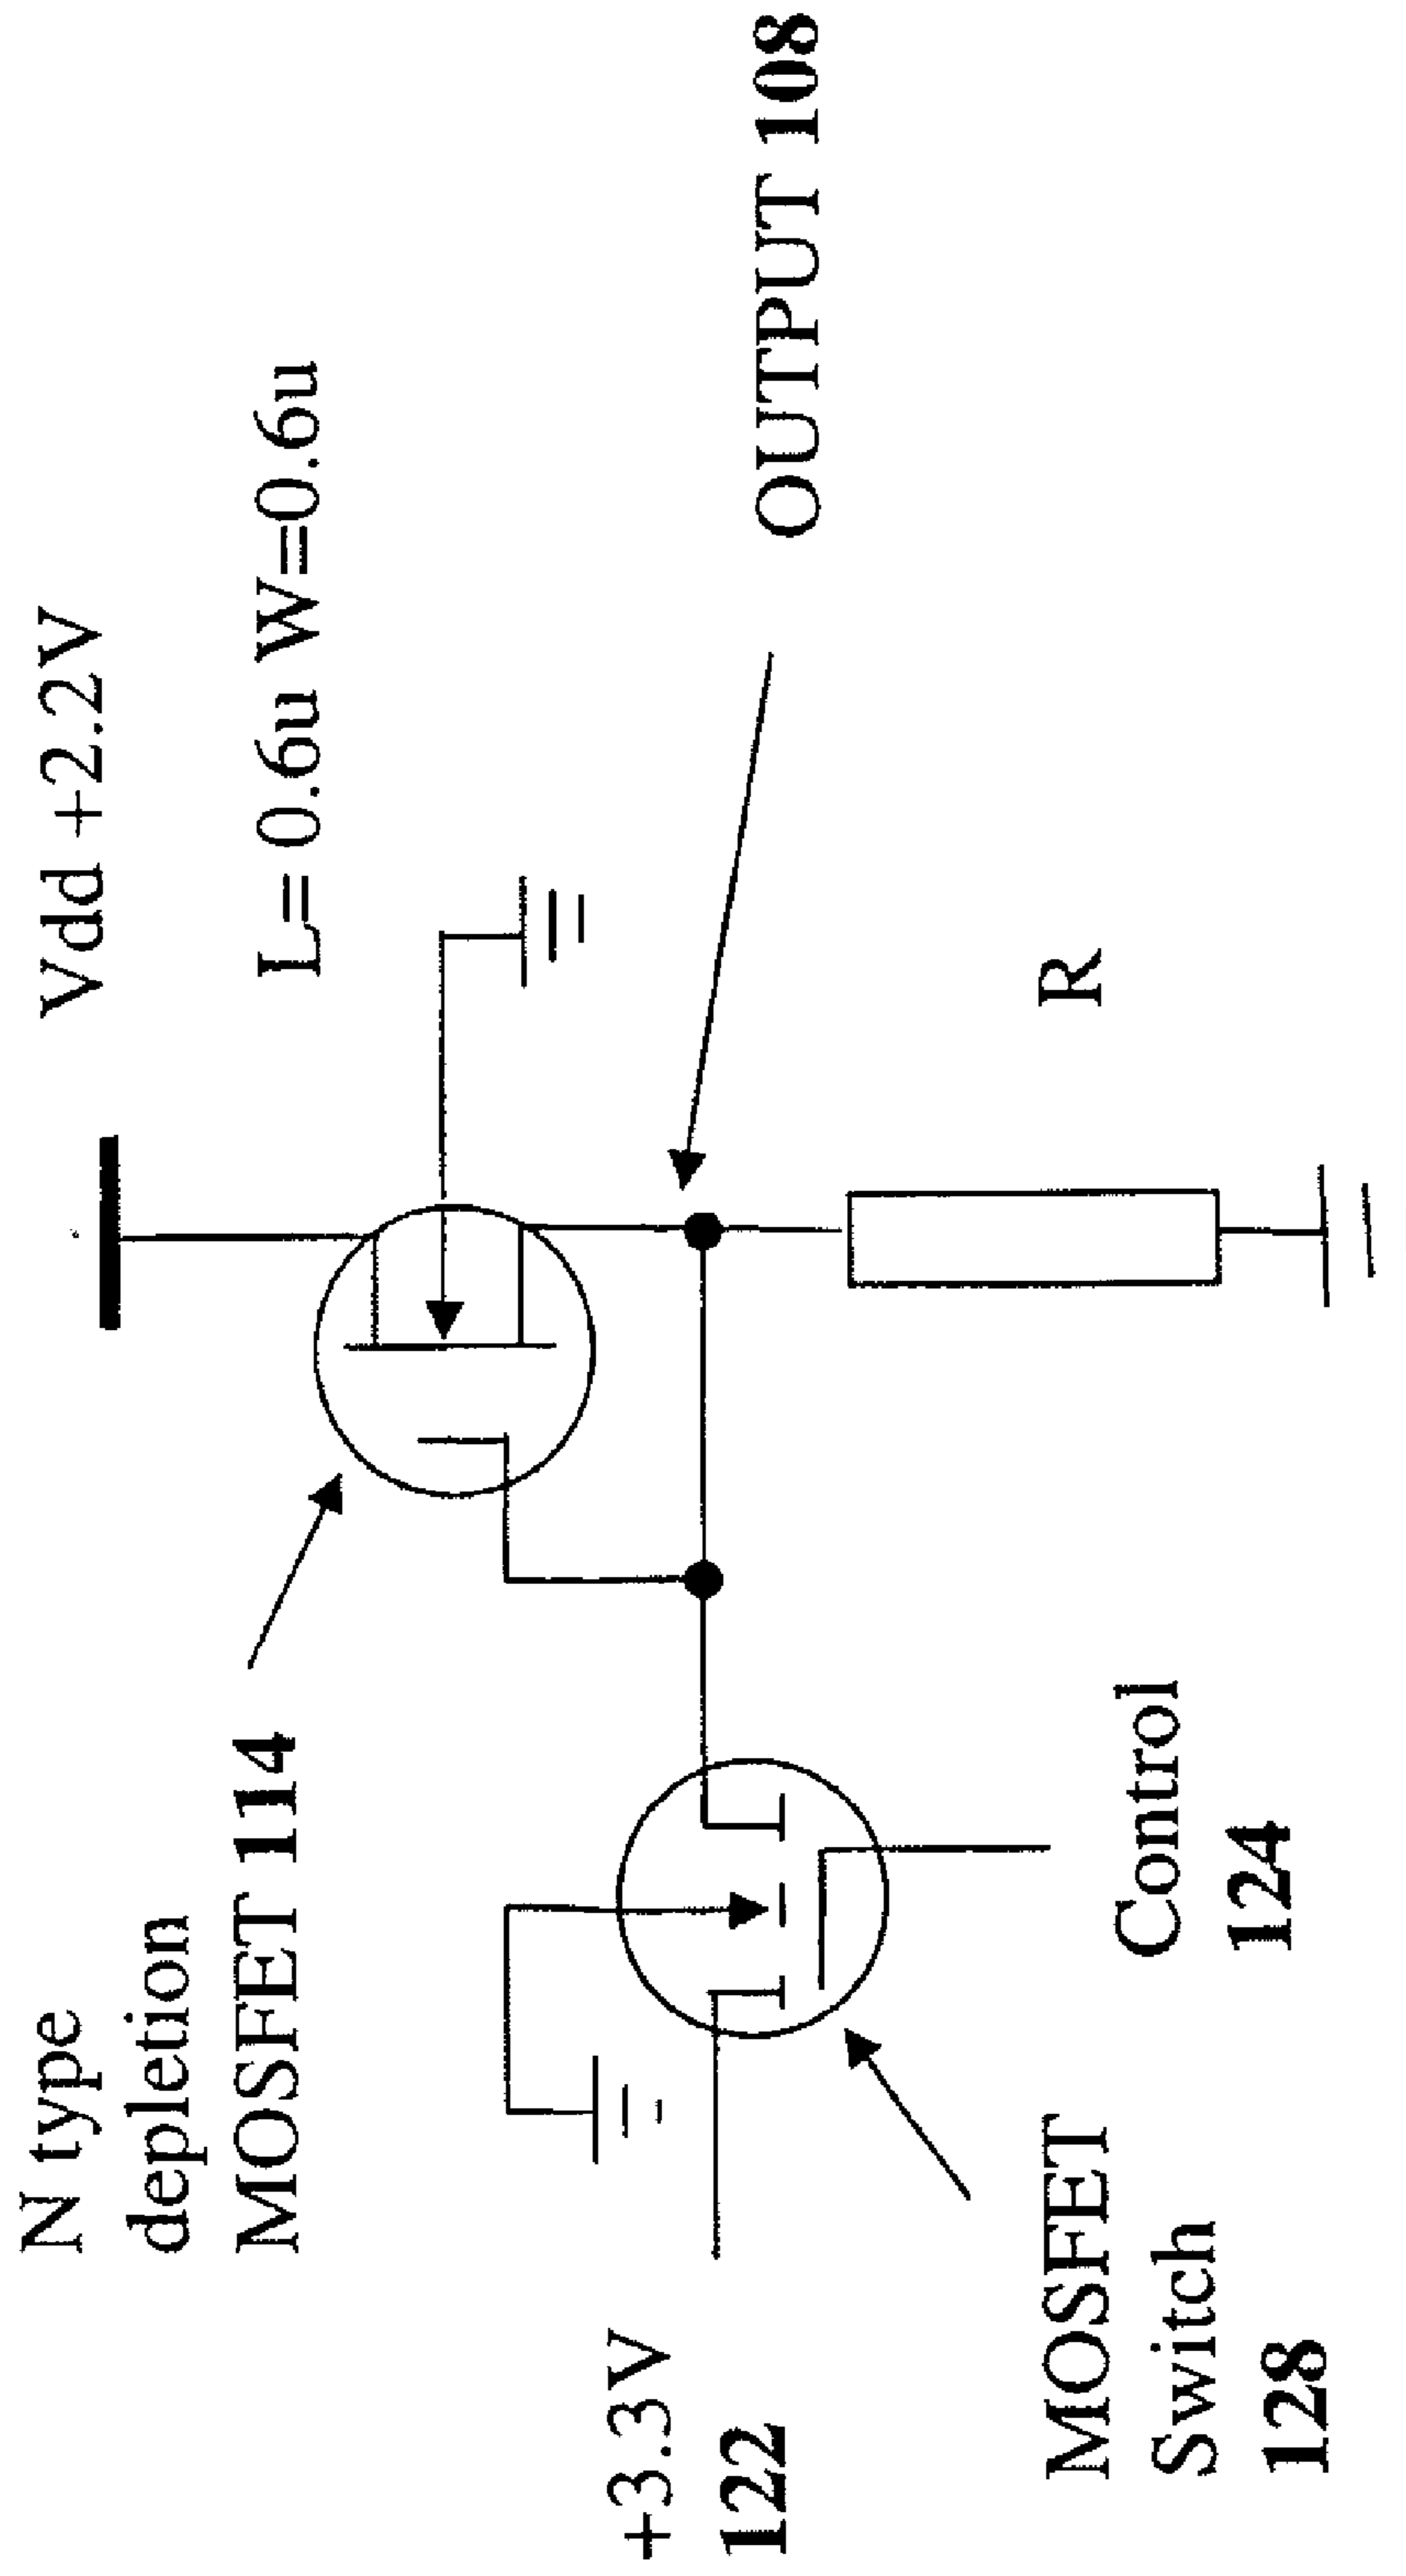 Vdd +2.2V
L= 0.6u W=0.6u
N type
depletion
MOSFET 114
OUTPUT 108
+3.3V
122
R
Control
124
MOSFET
Switch
128